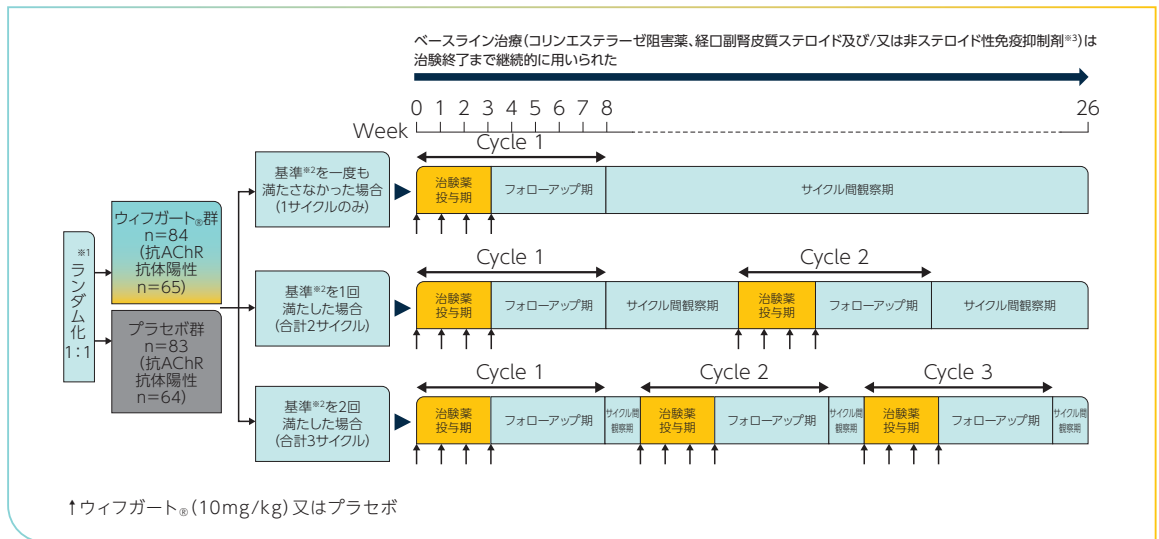 ベースライン治療(コリンエステラーゼ阻害薬、経口副腎皮質ステロイド及び/又は非ステロイド性免疫抑制剤※3)は
治験終了まで継続的に用いられた
Week
0 1 2 3 4 5 6 7 8 26
※1
ランダム化
1:1
ウィフガート®群
n=84
(抗AChR
抗体陽性
n=65)
プラセボ群
n=83
(抗AChR
抗体陽性
n=64)
基準※2を一度も
満たさなかった場合
(1サイクルのみ)
Cycle 1
治験薬
投与期
フォローアップ期
サイクル間観察期
基準※2を1回
満たした場合
(合計2サイクル)
Cycle 1
治験薬
投与期
フォローアップ期
サイクル間観察期
Cycle 2
治験薬
投与期
フォローアップ期
サイクル間観察期
基準※2を2回
満たした場合
(合計3サイクル)
Cycle 1
治験薬
投与期
フォローアップ期
サイクル間
観察期
Cycle 2
治験薬
投与期
フォローアップ期
サイクル間
観察期
Cycle 3
治験薬
投与期
フォローアップ期
サイクル間
観察期
↑ウィフガート®(10mg/kg)又はプラセボ